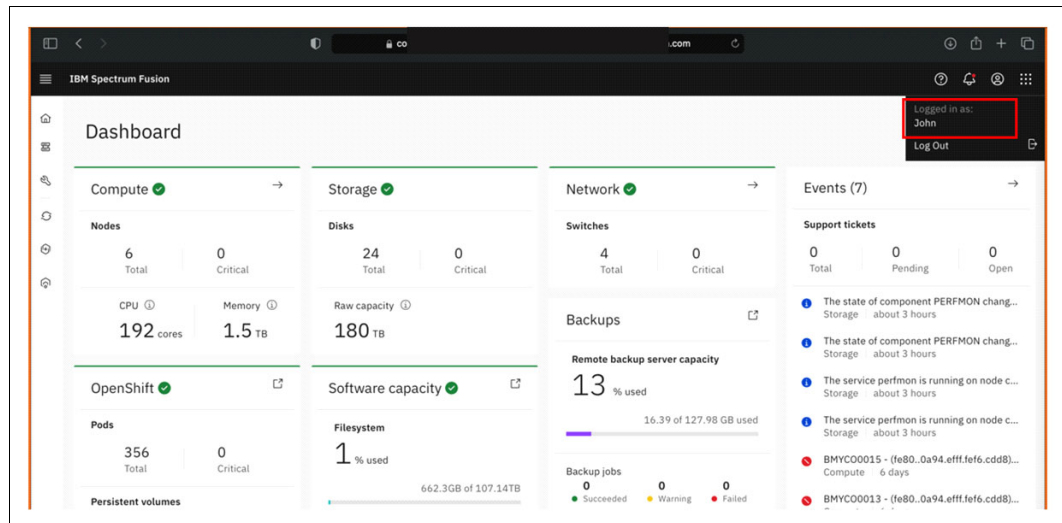 co .com
IBM Spectrum Fusion
Logged in as:
John
Log Out
Dashboard
Compute
Nodes
6 0
Total Critical
CPU Memory
192 cores 1.5 TB
Storage
Disks
24 0
Total Critical
Raw capacity
180 TB
Network
Switches
4 0
Total Critical
Events (7)
Support tickets
0 0 0
Total Pending Open
The state of component PERFMON chang...
Storage about 3 hours
The state of component PERFMON chang...
Storage about 3 hours
The service perfmon is running on node c...
Storage about 3 hours
The service perfmon is running on node c...
Storage about 3 hours
BMYCO0015 - (fe80..0a94.efff.fef6.cdd8)...
Compute 6 days
BMYCO0013 - (fe80..0a94.efff.fef6.cdd8)...
OpenShift
Pods
356 0
Total Critical
Persistent volumes
Software capacity
Filesystem
1 % used
662.3GB of 107.14TB
Backups
Remote backup server capacity
13 % used
16.39 of 127.98 GB used
Backup jobs
0 0 0
Succeeded Warning Failed